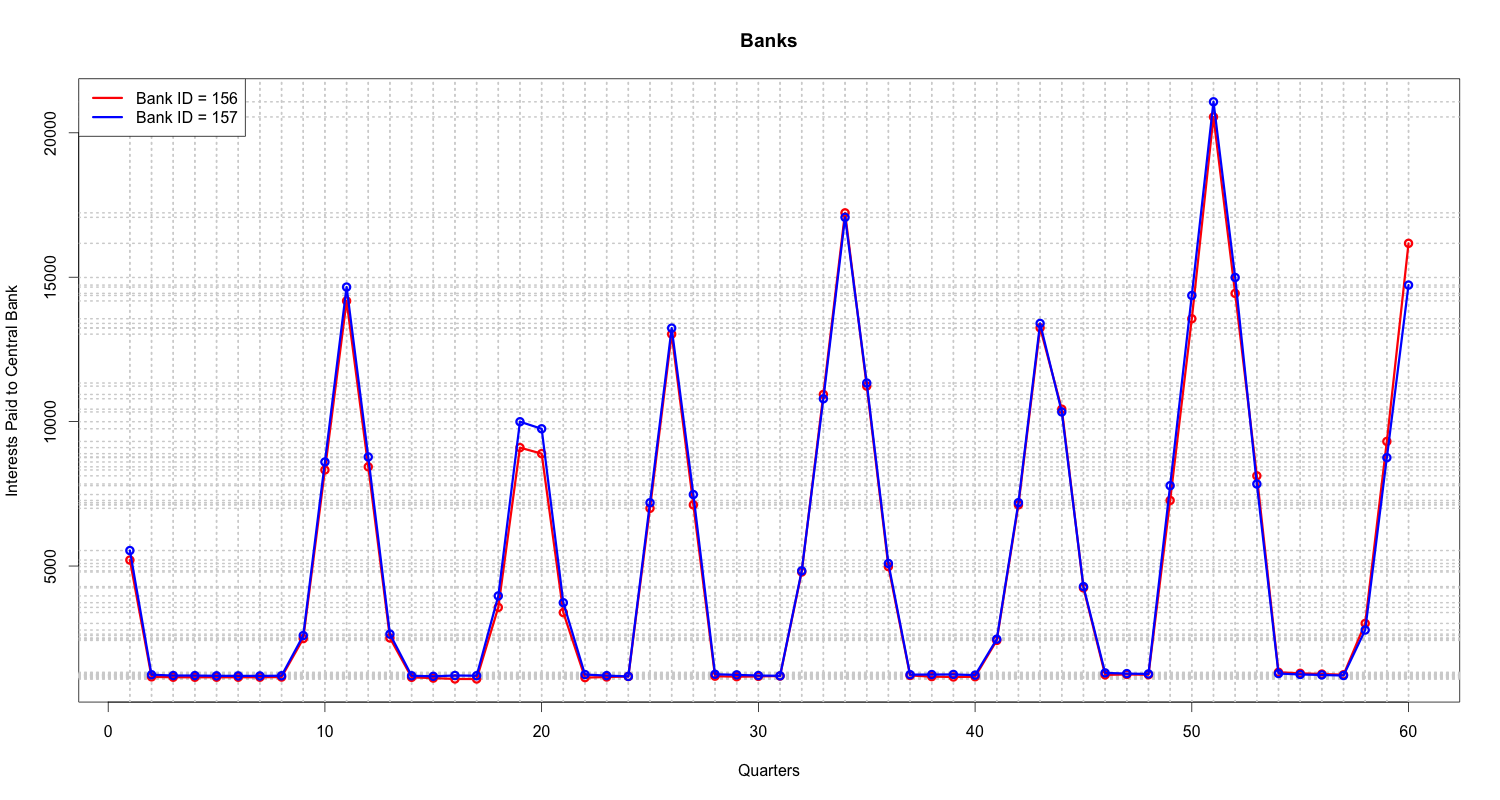 Banks
Bank ID = 156
Bank ID = 157
Interests Paid to Central Bank
20000
15000
10000
5000
0 10 20 30 40 50 60
Quarters